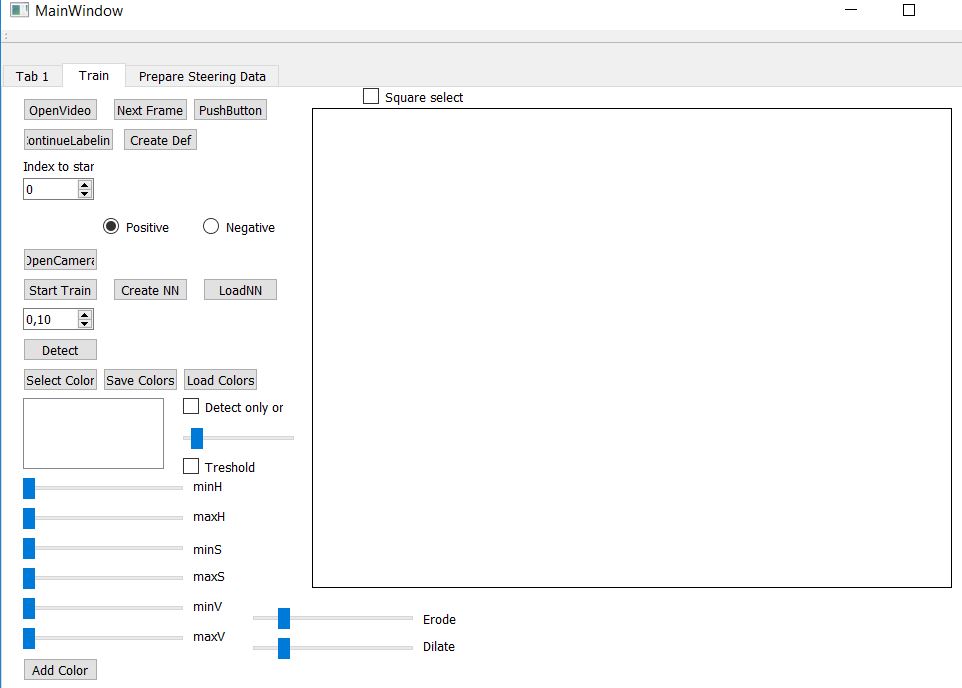 MainWindow
Tab 1 Train Prepare Steering Data
Square select
OpenVideo Next Frame PushButton
ontinueLabelin Create Def
Index to star
0
Positive Negative
OpenCamera
Start Train Create NN LoadNN
0,10
Detect
Select Color Save Colors Load Colors
Detect only or
Treshold
minH
maxH
minS
maxS
minV
maxV
Erode
Dilate
Add Color